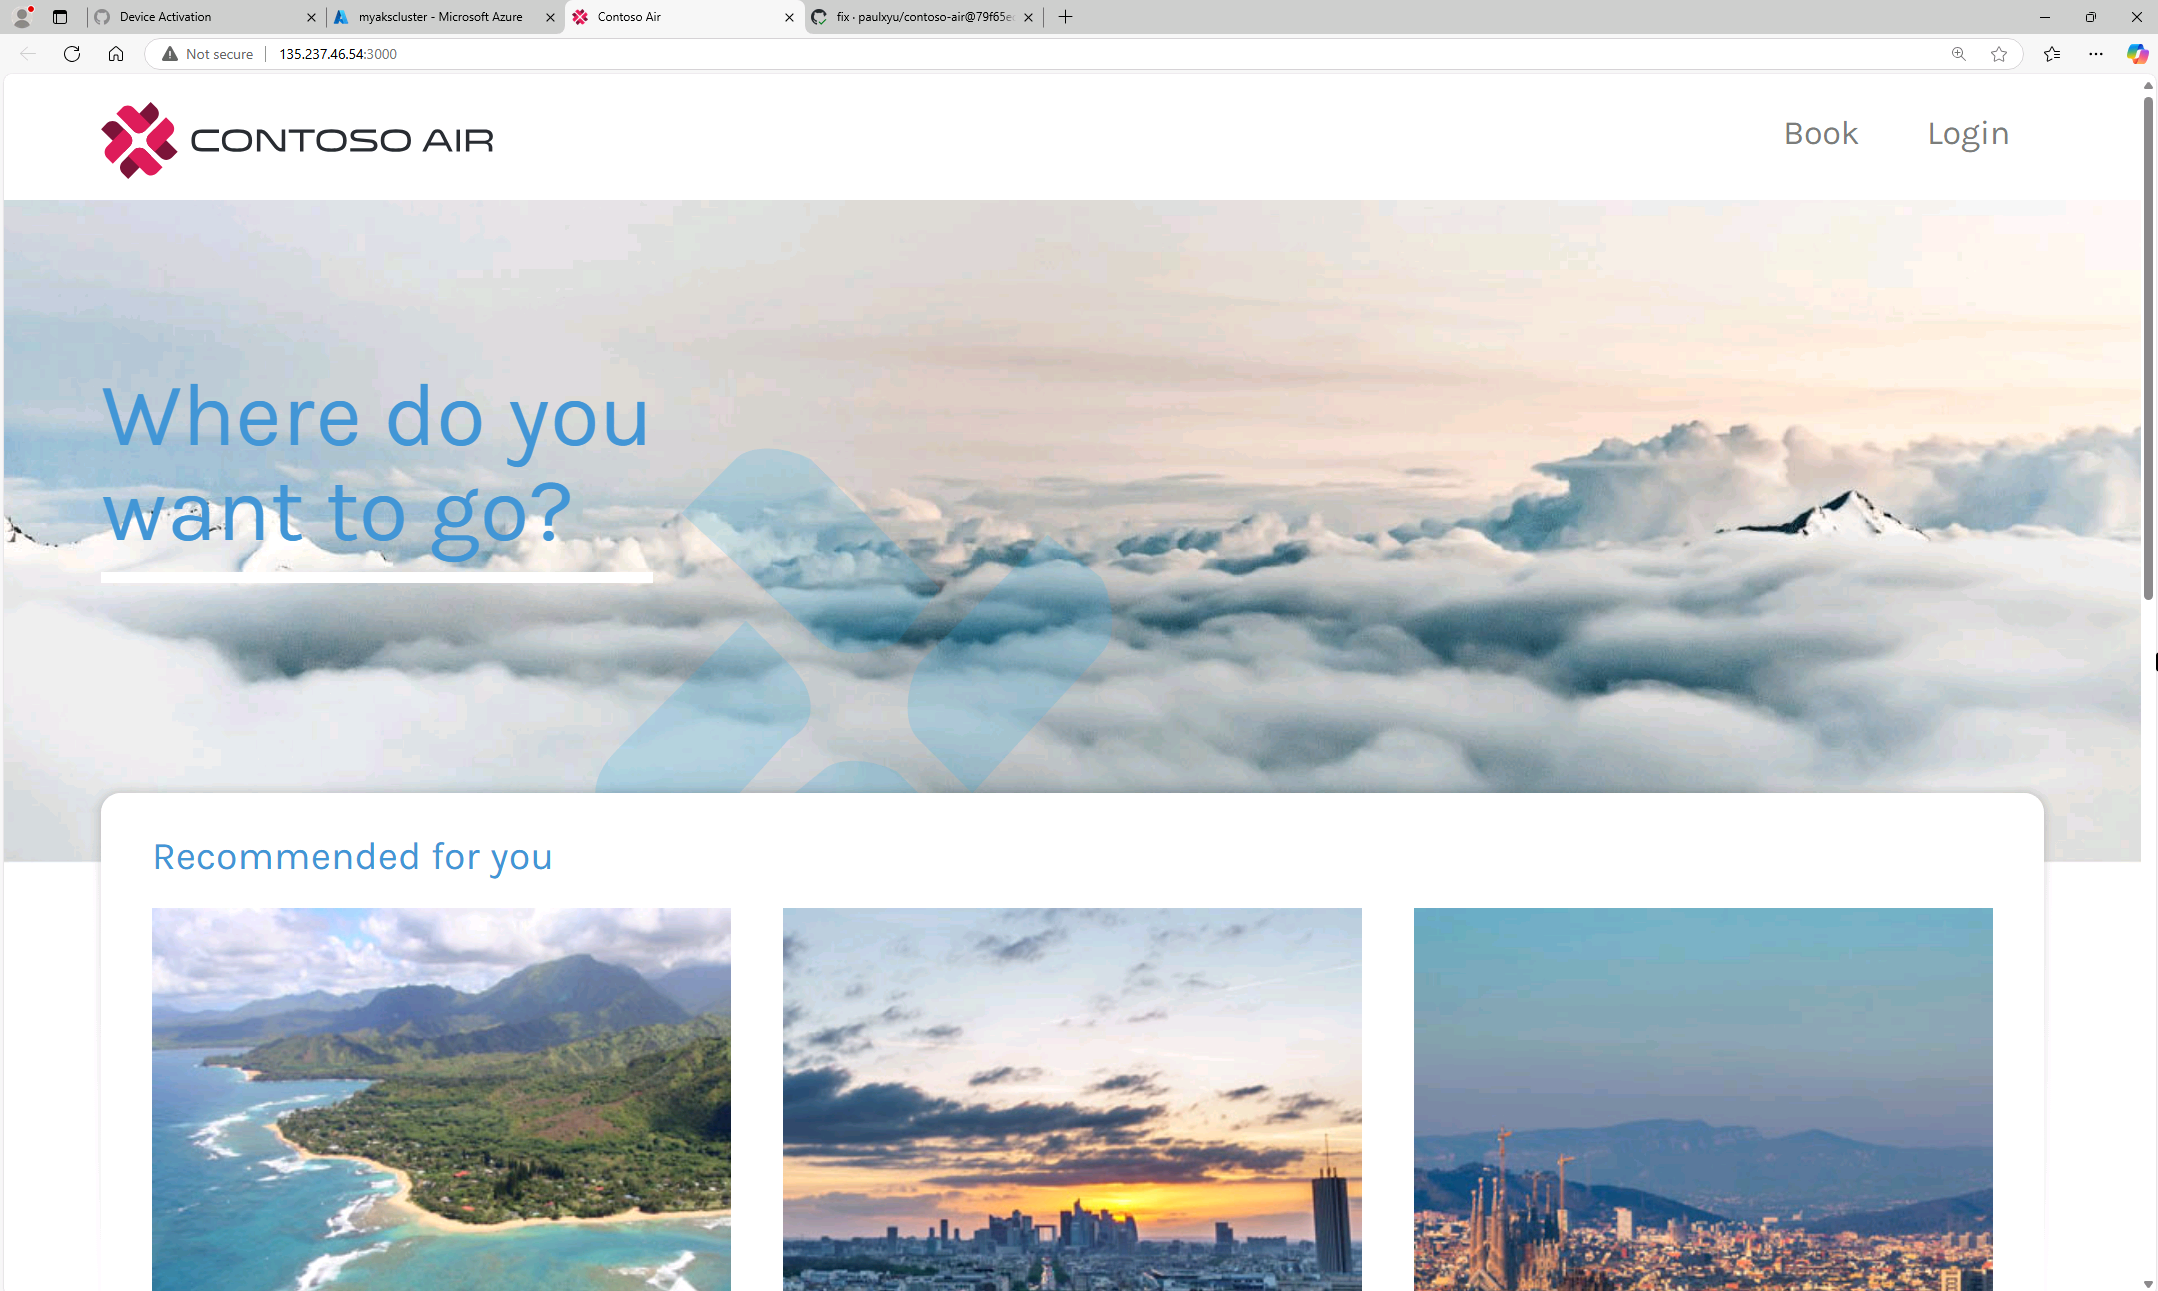 Device Activation
myakscluster - Microsoft Azure
Contoso Air
fix · paulxyu/contoso-air@79f65e
Not secure
135.237.46.54:3000
CONTOSO AIR
Book
Login
Where do you
want to go?
Recommended for you